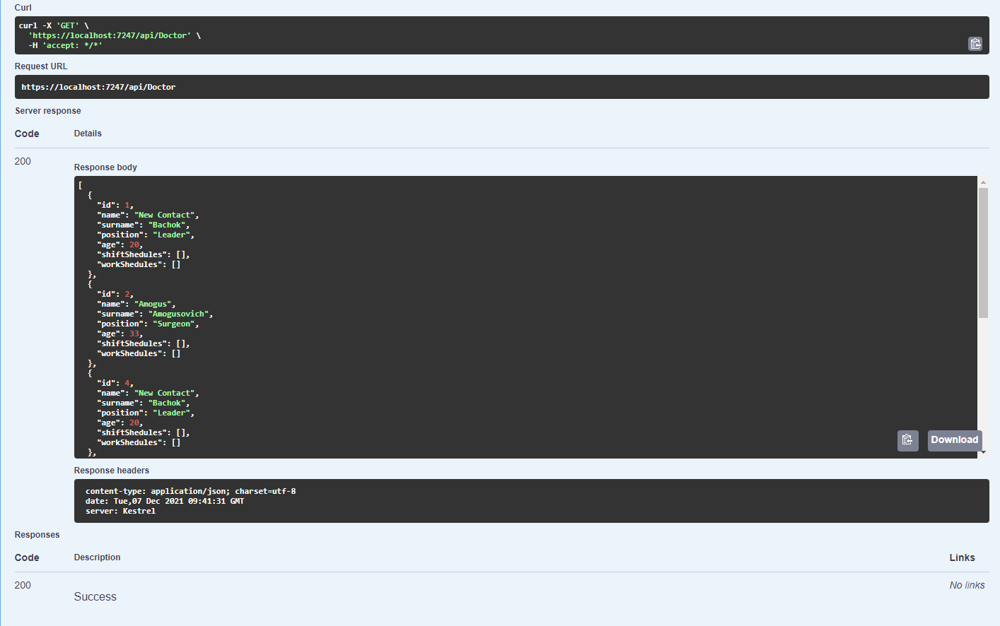 Curl
curl -X 'GET' \
  'https://localhost:7247/api/Doctor' \
  -H 'accept: */*'
Request URL
https://localhost:7247/api/Doctor
Server response
Code Details
200
Response body
[
  {
    "id": 1,
    "name": "New Contact",
    "surname": "Bachok",
    "position": "Leader",
    "age": 20,
    "shiftShedules": [],
    "workShedules": []
  },
  {
    "id": 2,
    "name": "Amogus",
    "surname": "Amogusovich",
    "position": "Surgeon",
    "age": 33,
    "shiftShedules": [],
    "workShedules": []
  },
  {
    "id": 4,
    "name": "New Contact",
    "surname": "Bachok",
    "position": "Leader",
    "age": 20,
    "shiftShedules": [],
    "workShedules": []
  },
Download
Response headers
content-type: application/json; charset=utf-8
date: Tue,07 Dec 2021 09:41:31 GMT
server: Kestrel
Responses
Code Description Links
200 No links
Success